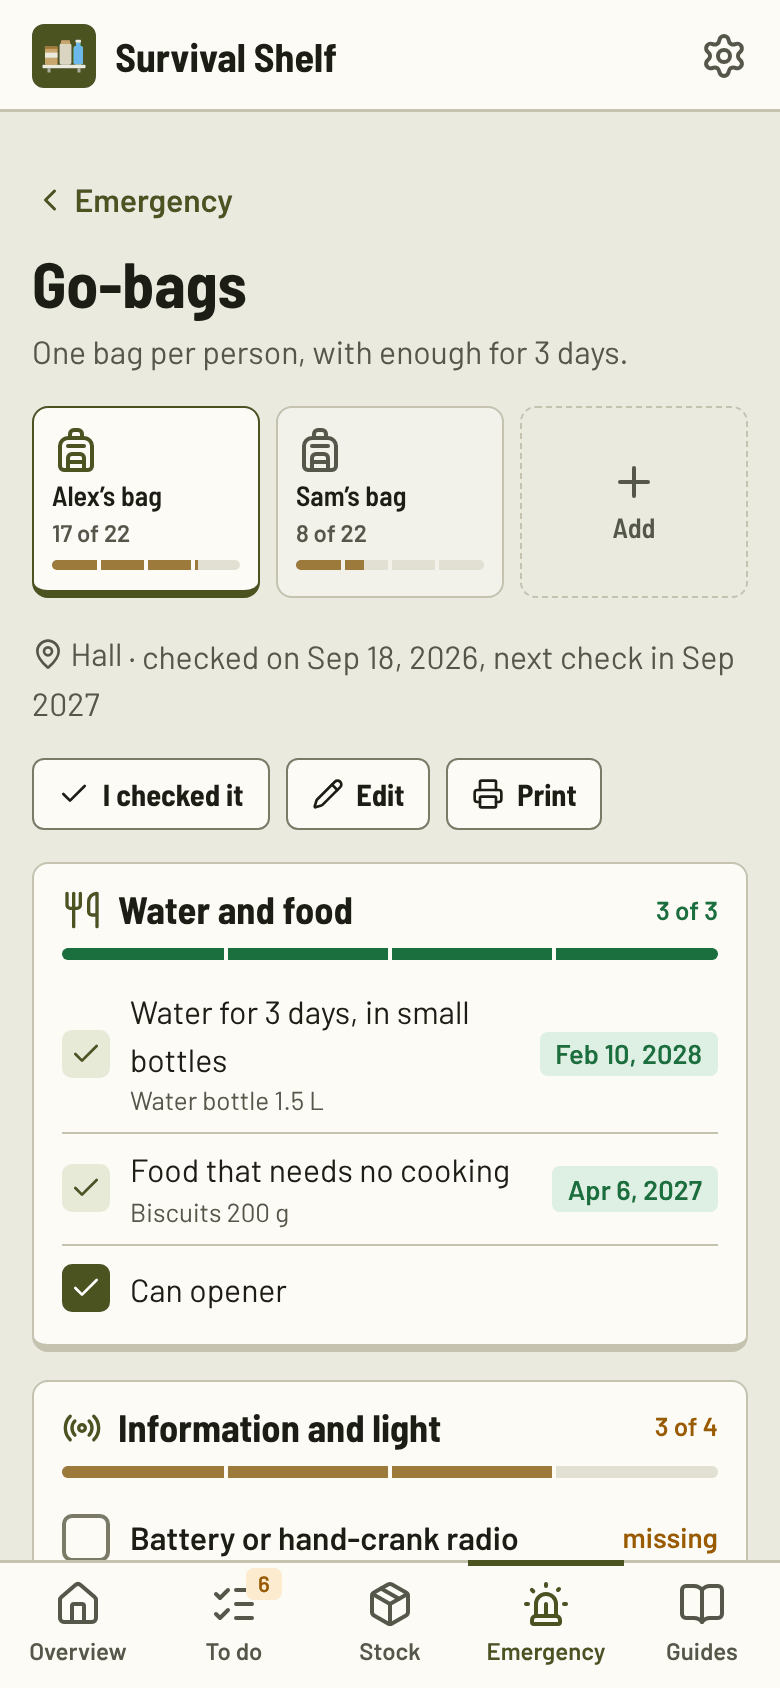 Survival Shelf
Emergency
Go-bags
One bag per person, with enough for 3 days.
Alex's bag
17 of 22
Sam's bag
8 of 22
Add
Hall · checked on Sep 18, 2026, next check in Sep
2027
I checked it
Edit
Print
Water and food
3 of 3
Water for 3 days, in small
bottles
Water bottle 1.5 L
Feb 10, 2028
Food that needs no cooking
Biscuits 200 g
Apr 6, 2027
Can opener
Information and light
3 of 4
Battery or hand-crank radio
missing
6
Overview
To do
Stock
Emergency
Guides